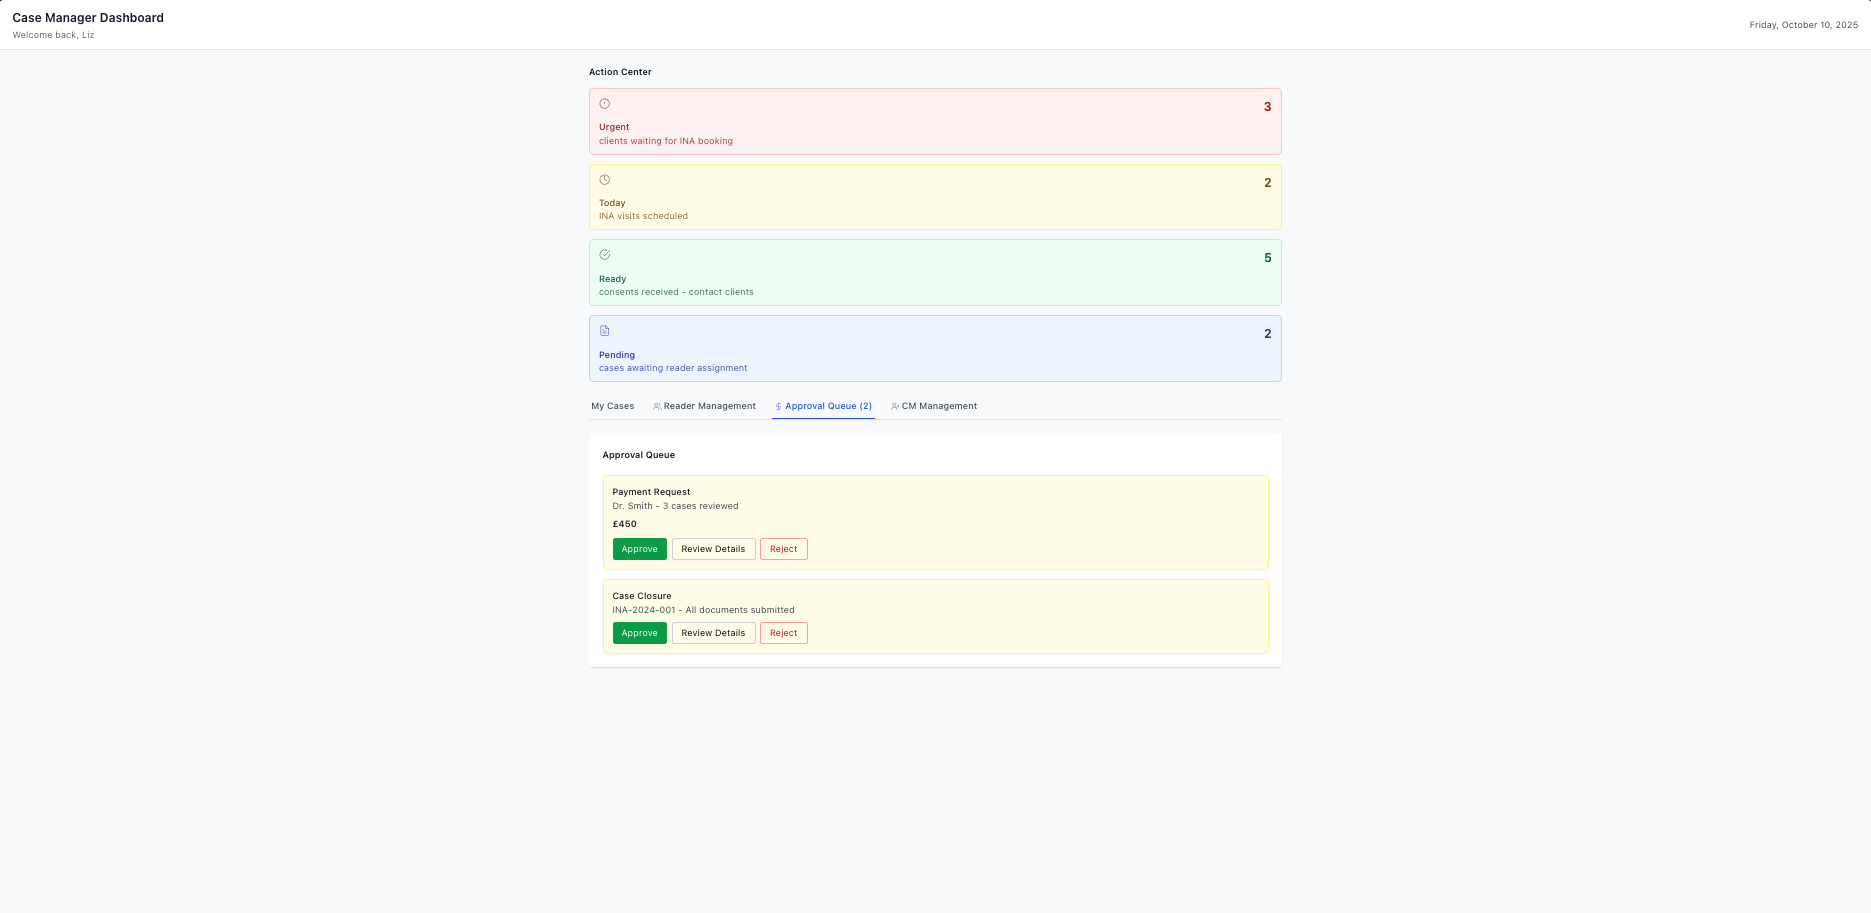 Case Manager Dashboard
Welcome back, Liz
Friday, October 10, 2025
Action Center
3
Urgent
clients waiting for INA booking
2
Today
INA visits scheduled
5
Ready
consents received - contact clients
2
Pending
cases awaiting reader assignment
My Cases Reader Management $ Approval Queue (2) CM Management
Approval Queue
Payment Request
Dr. Smith - 3 cases reviewed
£450
Approve Review Details Reject
Case Closure
INA-2024-001 - All documents submitted
Approve Review Details Reject